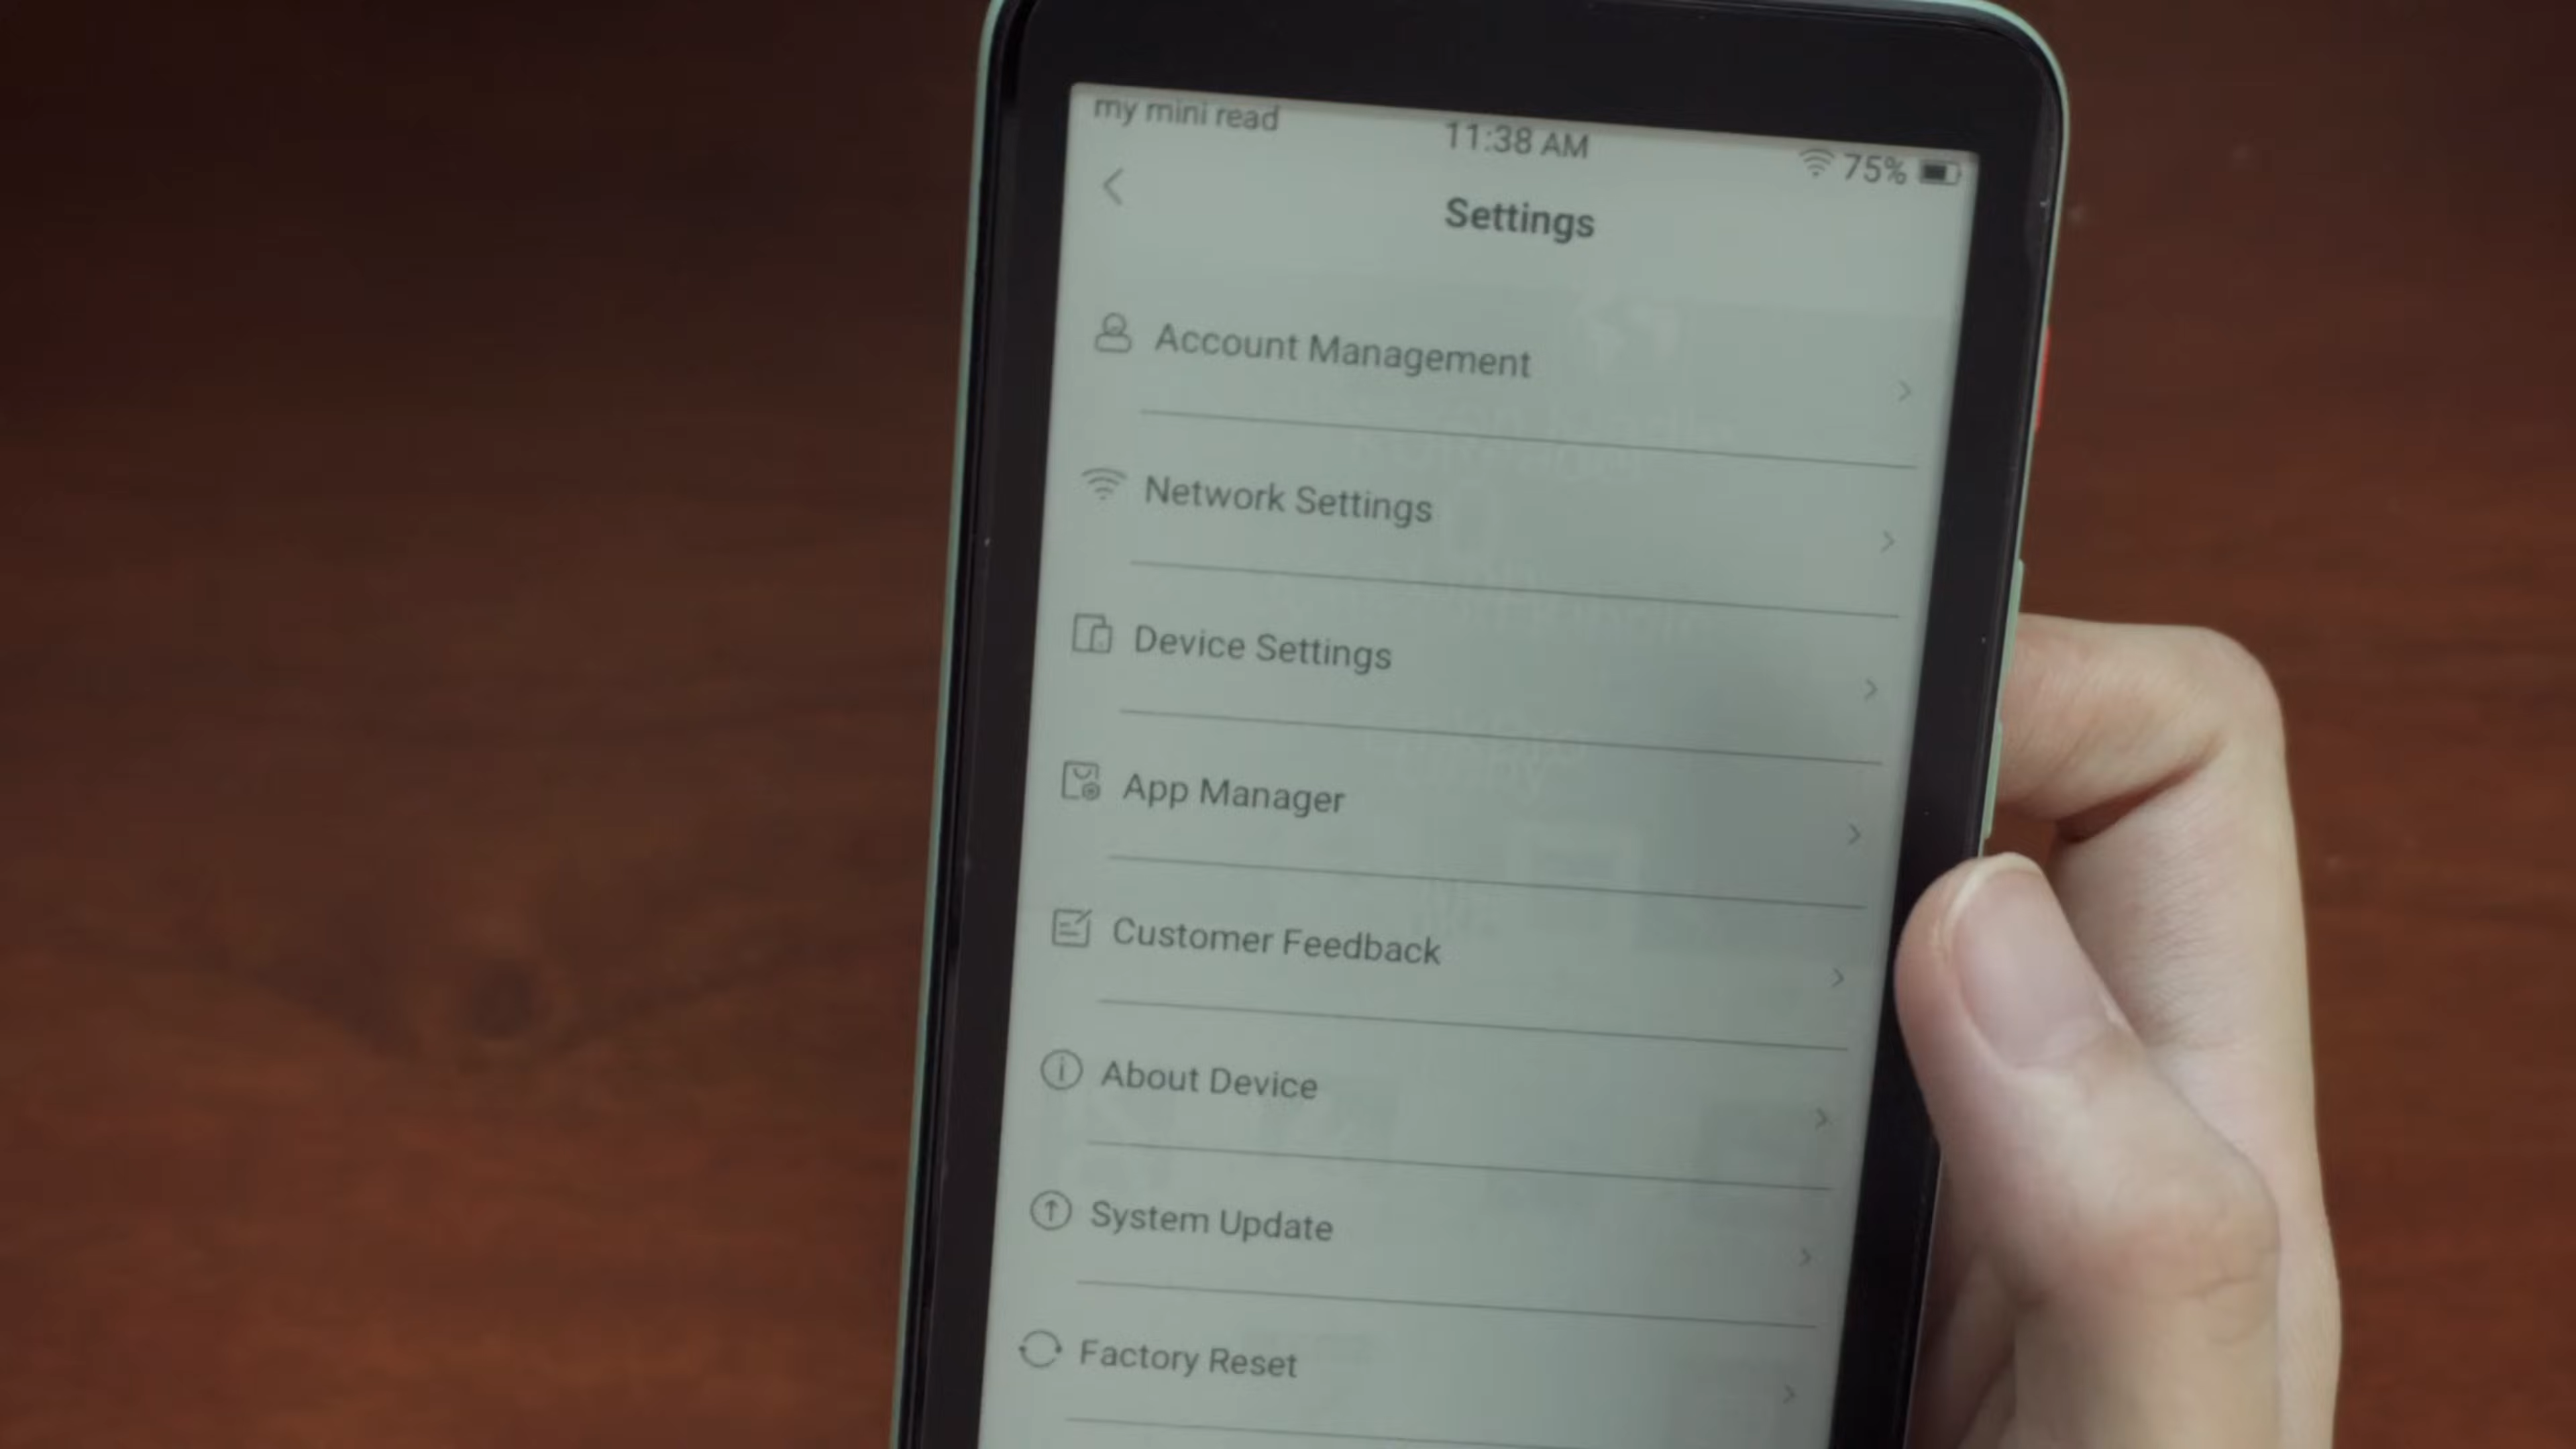 my mini read
11:38 AM
75%
Settings
Account Management
Network Settings
Device Settings
App Manager
Customer Feedback
About Device
System Update
Factory Reset